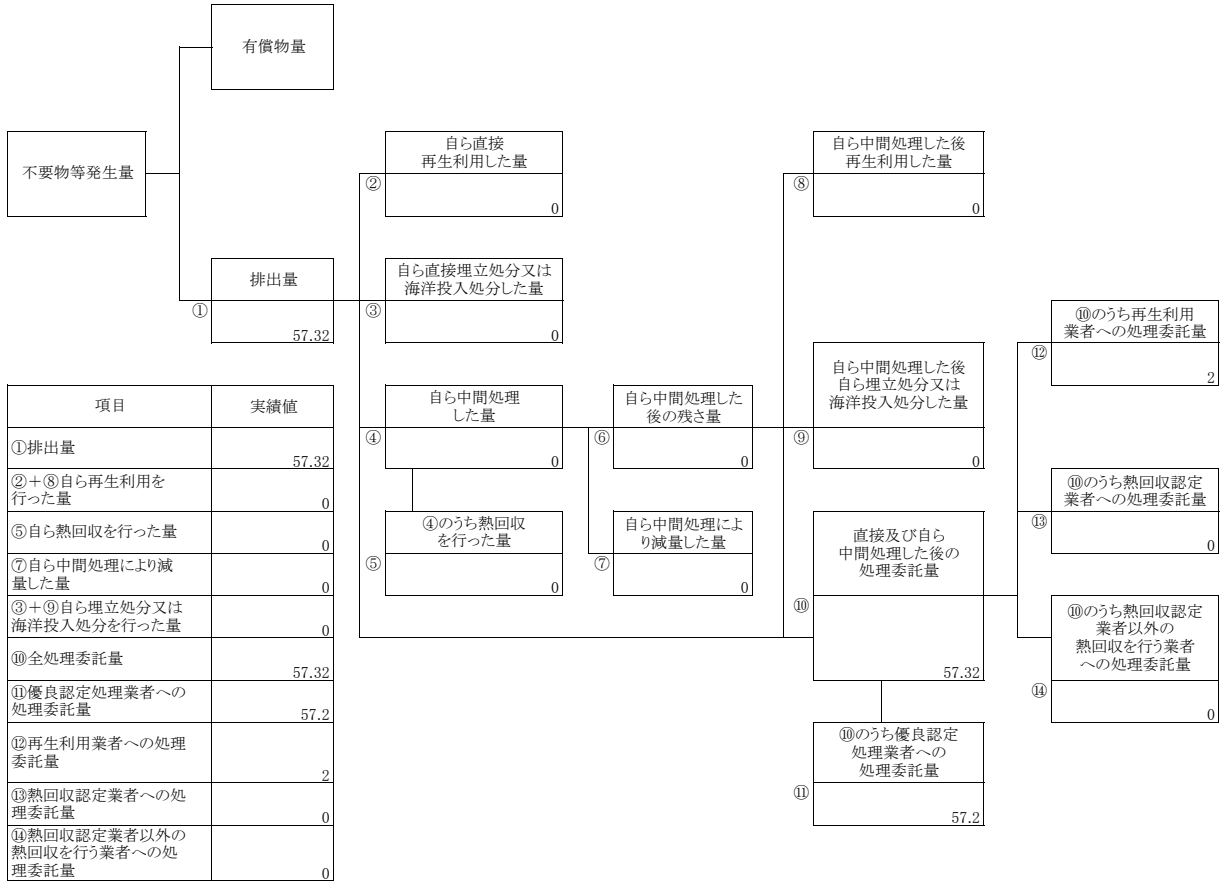 有償物量
不要物等発生量
自ら直接
再生利用した量
②
0
自ら中間処理した後
再生利用した量
⑧
0
排出量
①
57.32
自ら直接埋立処分又は
海洋投入処分した量
③
0
自ら中間処理
した量
④
0
自ら中間処理した
後の残さ量
⑥
0
自ら中間処理した後
自ら埋立処分又は
海洋投入処分した量
⑨
0
④のうち熱回収
を行った量
⑤
0
自ら中間処理によ
り減量した量
⑦
0
直接及び自ら
中間処理した後の
処理委託量
⑩
57.32
⑩のうち優良認定
処理業者への
処理委託量
⑪
57.2
⑩のうち再生利用
業者への処理委託量
⑫
2
⑩のうち熱回収認定
業者への処理委託量
⑬
0
⑩のうち熱回収認定
業者以外の
熱回収を行う業者
への処理委託量
⑭
0
項目 実績値
①排出量
57.32
②＋⑧自ら再生利用を
行った量
0
⑤自ら熱回収を行った量
0
⑦自ら中間処理により減
量した量
0
③＋⑨自ら埋立処分又は
海洋投入処分を行った量
0
⑩全処理委託量
57.32
⑪優良認定処理業者への
処理委託量
57.2
⑫再生利用業者への処理
委託量
2
⑬熱回収認定業者への処
理委託量
0
⑭熱回収認定業者以外の
熱回収を行う業者への処
理委託量
0